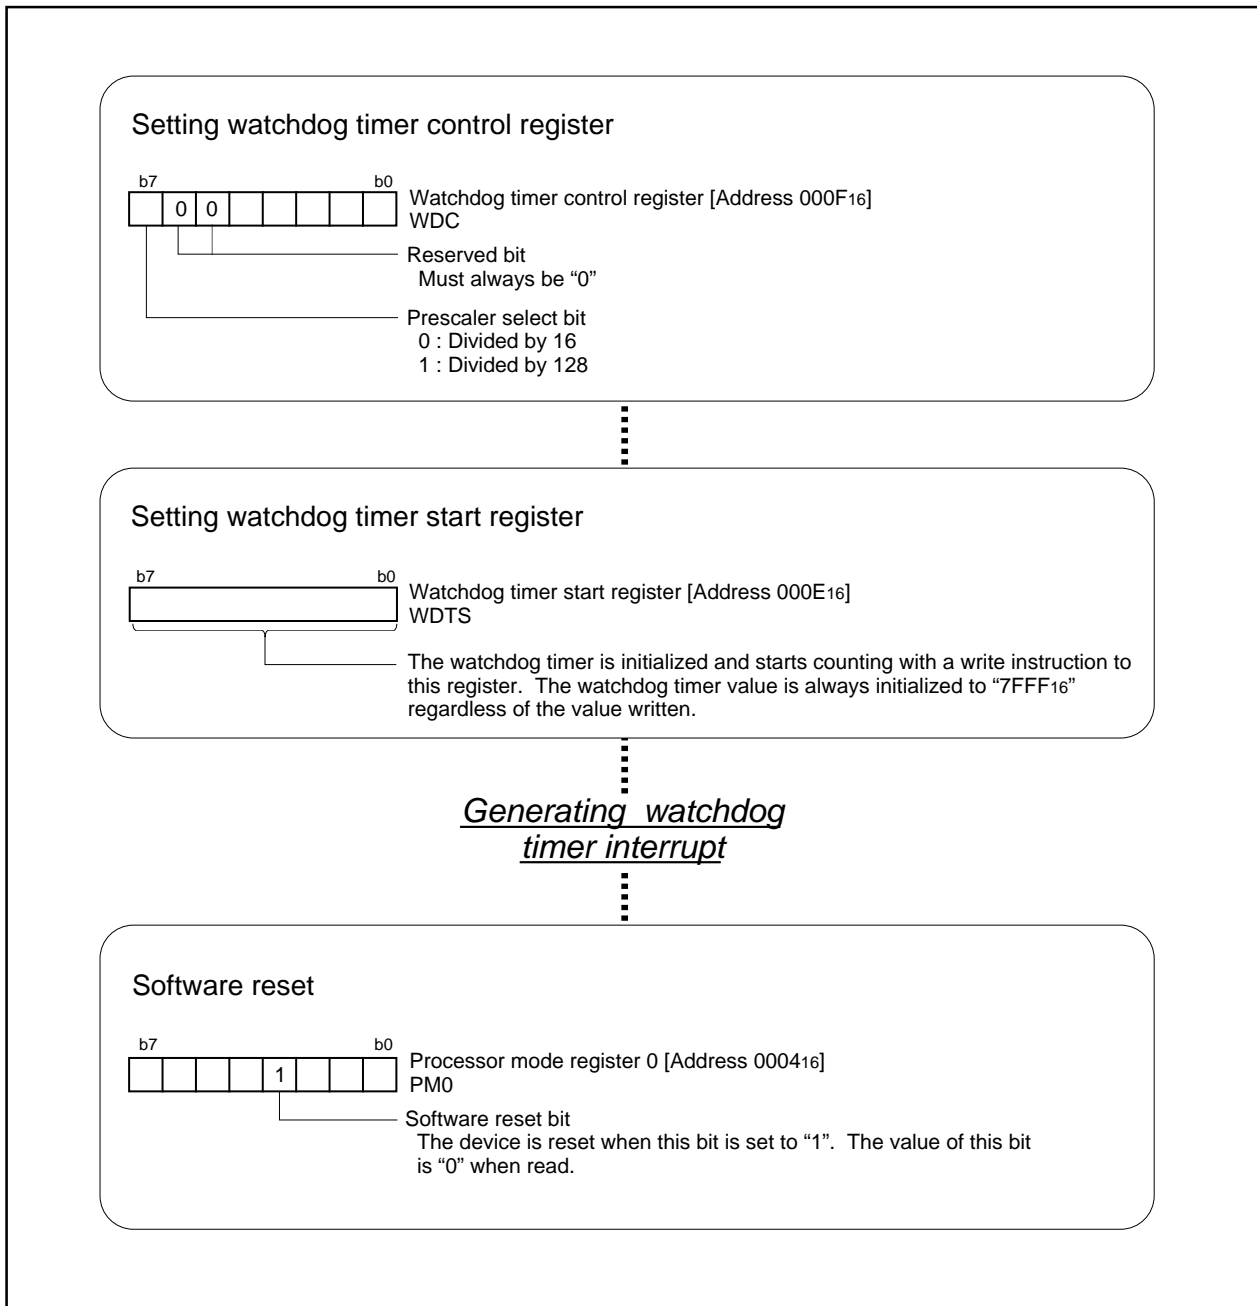 Setting watchdog timer control register
b7 b0
0 0
Watchdog timer control register [Address 000F16]
WDC
Reserved bit
Must always be “0”
Prescaler select bit
0 : Divided by 16
1 : Divided by 128
Setting watchdog timer start register
b7 b0
Watchdog timer start register [Address 000E16]
WDTS
The watchdog timer is initialized and starts counting with a write instruction to
this register. The watchdog timer value is always initialized to “7FFF16”
regardless of the value written.
Generating watchdog
timer interrupt
Software reset
b7 b0
1
Processor mode register 0 [Address 000416]
PM0
Software reset bit
The device is reset when this bit is set to “1”. The value of this bit
is “0” when read.